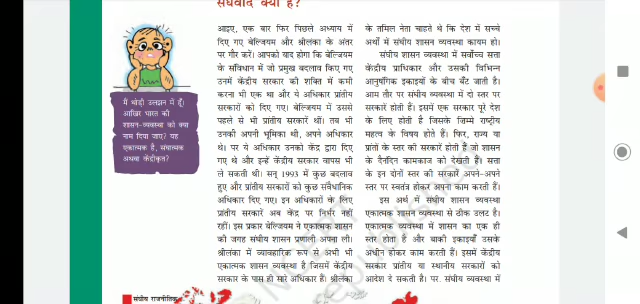 संघवाद क्या है?
आइए, एक बार फिर पिछले अध्याय में
दिए गए बेल्जियम और श्रीलंका के अंतर
पर गौर करें। आपको याद होगा कि बेल्जियम
के संविधान में जो प्रमुख बदलाव किए गए
उनमें केंद्रीय सरकार की शक्ति में कमी
करना भी एक था और ये अधिकार प्रांतीय
सरकारों को दिए गए। बेल्जियम में उससे
पहले से भी प्रांतीय सरकारें थीं। तब भी
उनकी अपनी भूमिका थी, अपने अधिकार
थे। पर ये अधिकार उनको केंद्र द्वारा दिए
गए थे और इन्हें केंद्रीय सरकार वापस भी
ले सकती थी। सन् 1993 में कुछ बदलाव
हुए और प्रांतीय सरकारों को कुछ संवैधानिक
अधिकार दिए गए। इन अधिकारों के लिए
प्रांतीय सरकारें अब केंद्र पर निर्भर नहीं
रहीं। इस प्रकार बेल्जियम ने एकात्मक शासन
की जगह संघीय शासन प्रणाली अपना ली।
श्रीलंका में व्यावहारिक रूप से अभी भी
एकात्मक शासन व्यवस्था है जिसमें केंद्रीय
सरकार के पास ही सारे अधिकार हैं। श्रीलंका
के तमिल नेता चाहते थे कि देश में सच्चे
अर्थों में संघीय शासन व्यवस्था कायम हो।
संघीय शासन व्यवस्था में सर्वोच्च सत्ता
केंद्रीय प्राधिकार और उसकी विभिन्न
आनुषंगिक इकाइयों के बीच बँट जाती है।
आम तौर पर संघीय व्यवस्था में दो स्तर पर
सरकारें होती हैं। इसमें एक सरकार पूरे देश
के लिए होती है जिसके जिम्मे राष्ट्रीय
महत्व के विषय होते हैं। फिर, राज्य या
प्रांतों के स्तर की सरकारें होती हैं जो शासन
के दैनंदिन कामकाज को देखती हैं। सत्ता
के इन दोनों स्तर की सरकारें अपने-अपने
स्तर पर स्वतंत्र होकर अपना काम करती हैं।
इस अर्थ में संघीय शासन व्यवस्था
एकात्मक शासन व्यवस्था से ठीक उलट है।
एकात्मक व्यवस्था में शासन का एक ही
स्तर होता है और बाकी इकाइयाँ उसके
अधीन होकर काम करती हैं। इसमें केंद्रीय
सरकार प्रांतीय या स्थानीय सरकारों को
आदेश दे सकती है। पर, संघीय व्यवस्था में
मैं थोड़ी उलझन में हूँ।
आखिर भारत की
शासन-व्यवस्था को क्या
नाम दिया जाए? यह
एकात्मक है, संघात्मक
अथवा केंद्रीकृत?
संघीय राजनीतिक